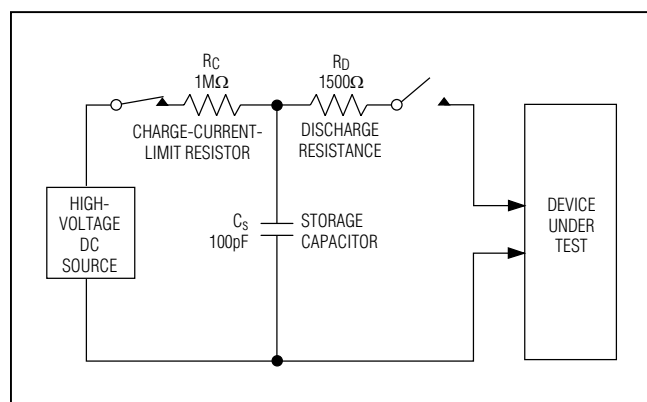 RC
1MΩ
CHARGE-CURRENT-
LIMIT RESISTOR
RD
1500Ω
DISCHARGE
RESISTANCE
HIGH-
VOLTAGE
DC
SOURCE
Cs
100pF
STORAGE
CAPACITOR
DEVICE
UNDER
TEST